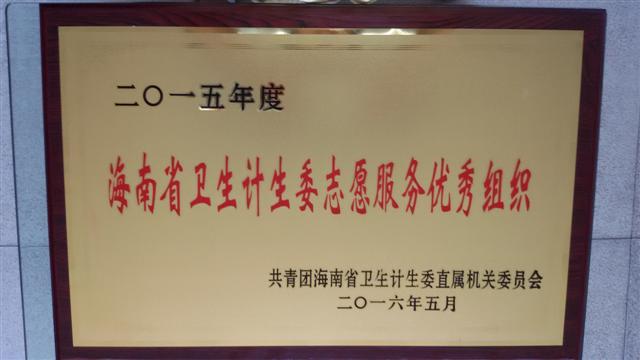 二〇一五年度
海南省卫生计生委志愿服务优秀组织
共青团海南省卫生计生委直属机关委员会
二〇一六年五月